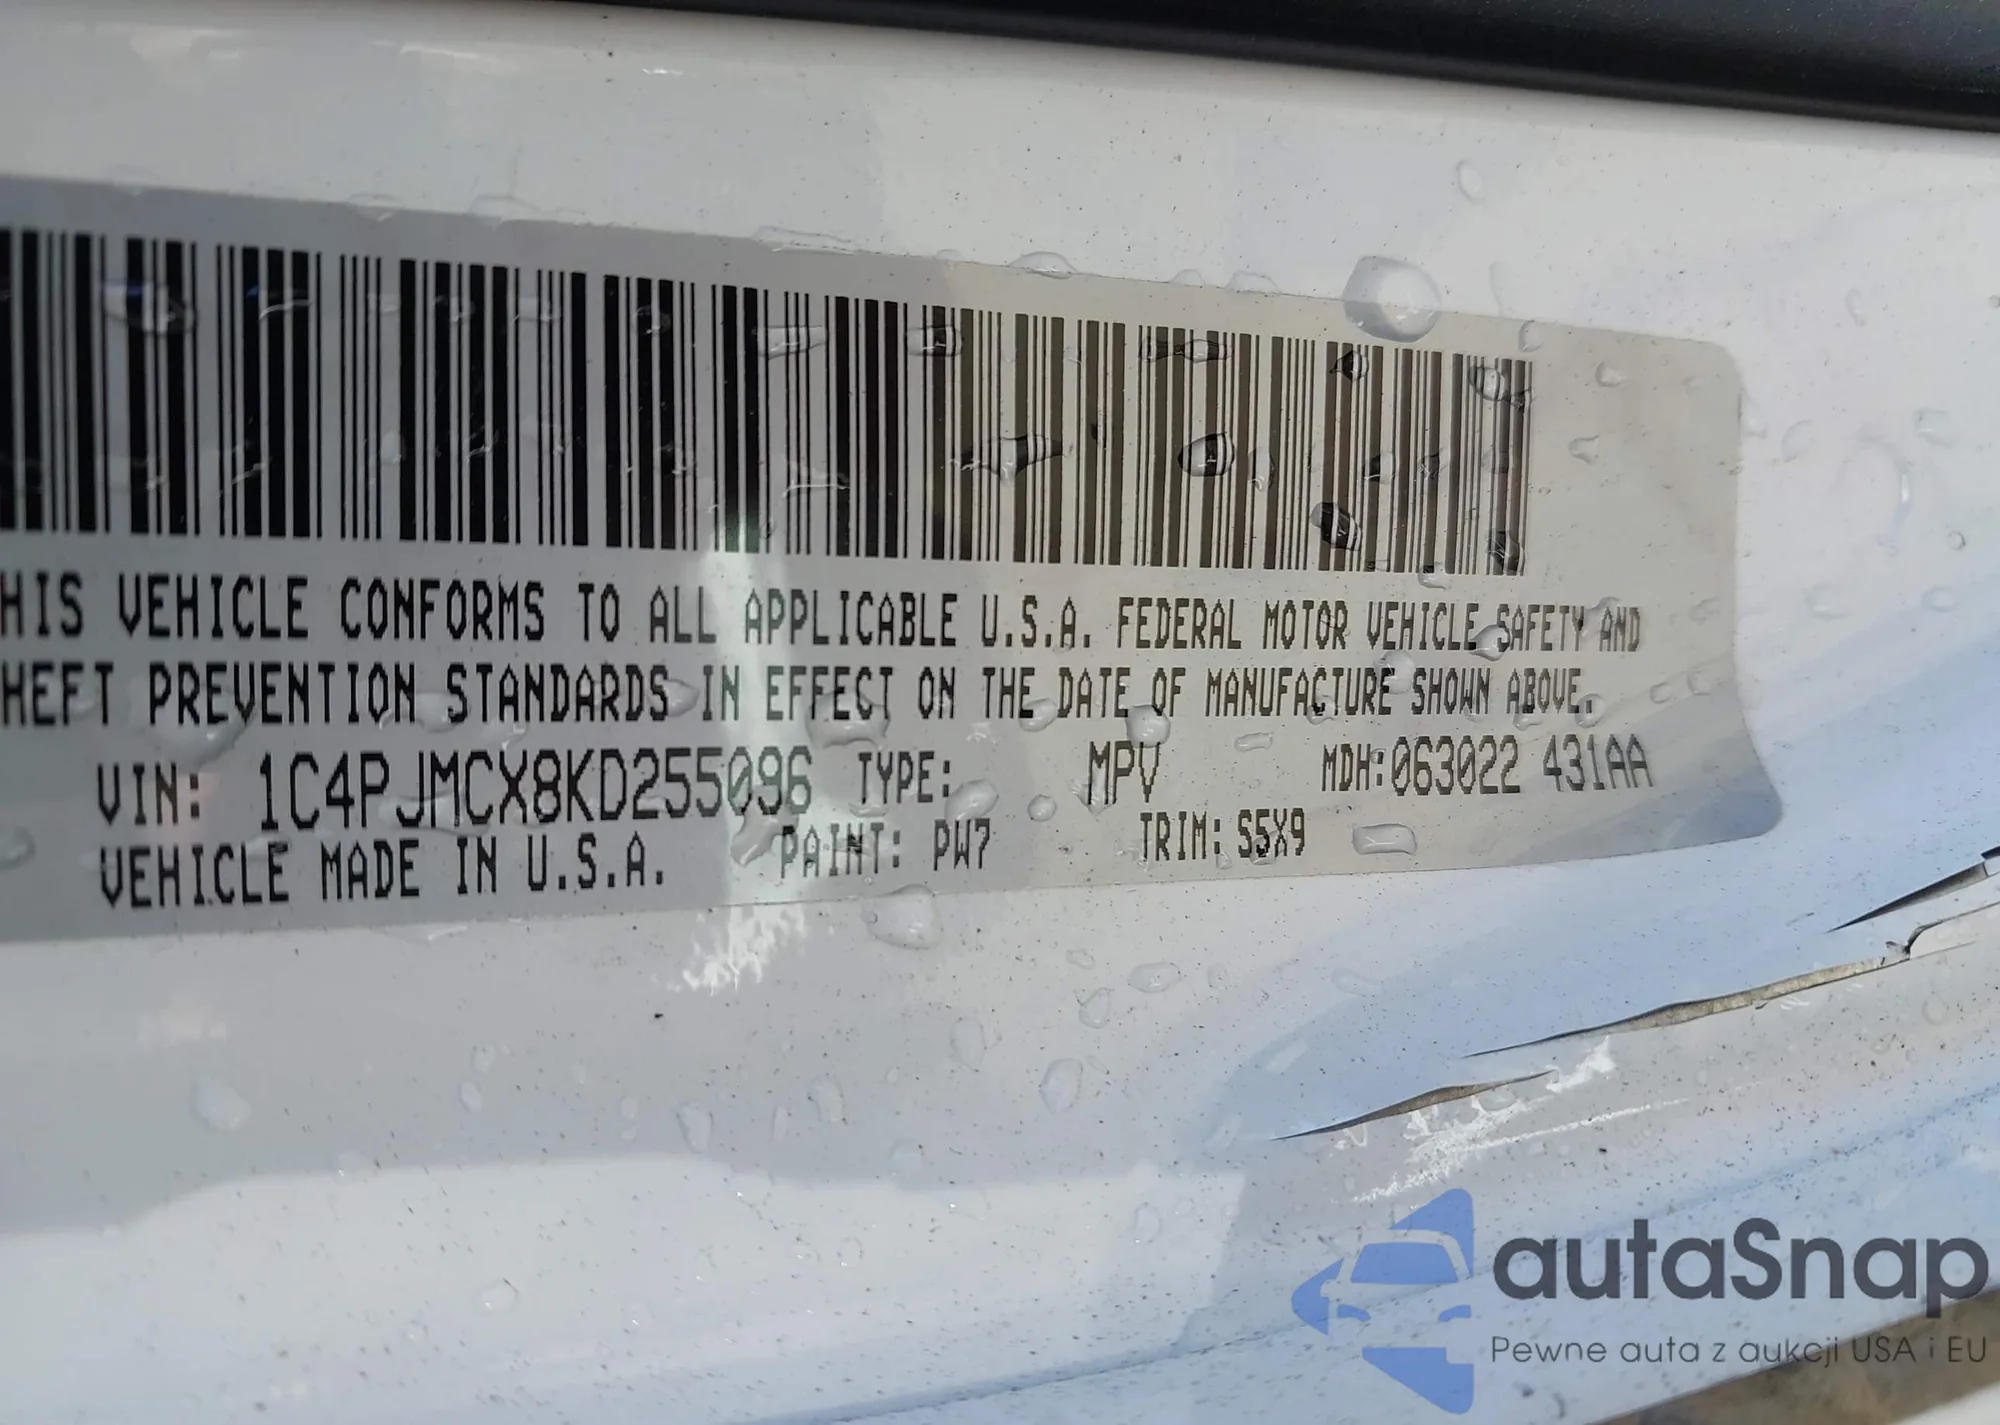 HIS VEHICLE CONFORMS TO ALL APPLICABLE U.S.A. FEDERAL MOTOR VEHICLE SAFETY AND
HEFT PREVENTION STANDARDS IN EFFECT ON THE DATE OF MANUFACTURE SHOWN ABOVE.
VIN: 1C4PJMCX8KD255096 TYPE: MPV MDH:063022 431AA
VEHICLE MADE IN U.S.A. PAINT: PW7 TRIM: S5X9
autaSnap
Pewne auta z aukcji USA i EU